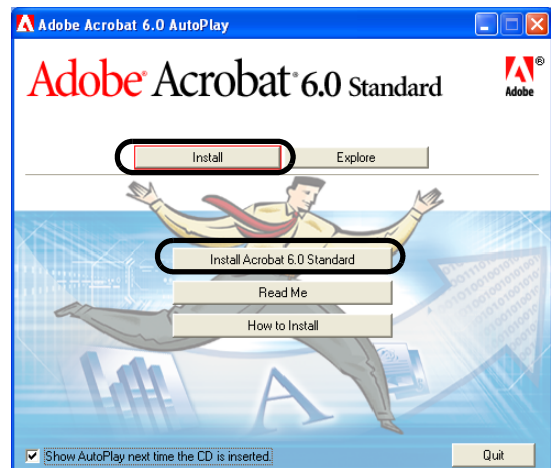 Adobe Acrobat 6.0 AutoPlay
Adobe® Acrobat® 6.0 Standard
Adobe®
Install
Explore
Install Acrobat 6.0 Standard
Read Me
How to Install
A
Show AutoPlay next time the CD is inserted.
Quit